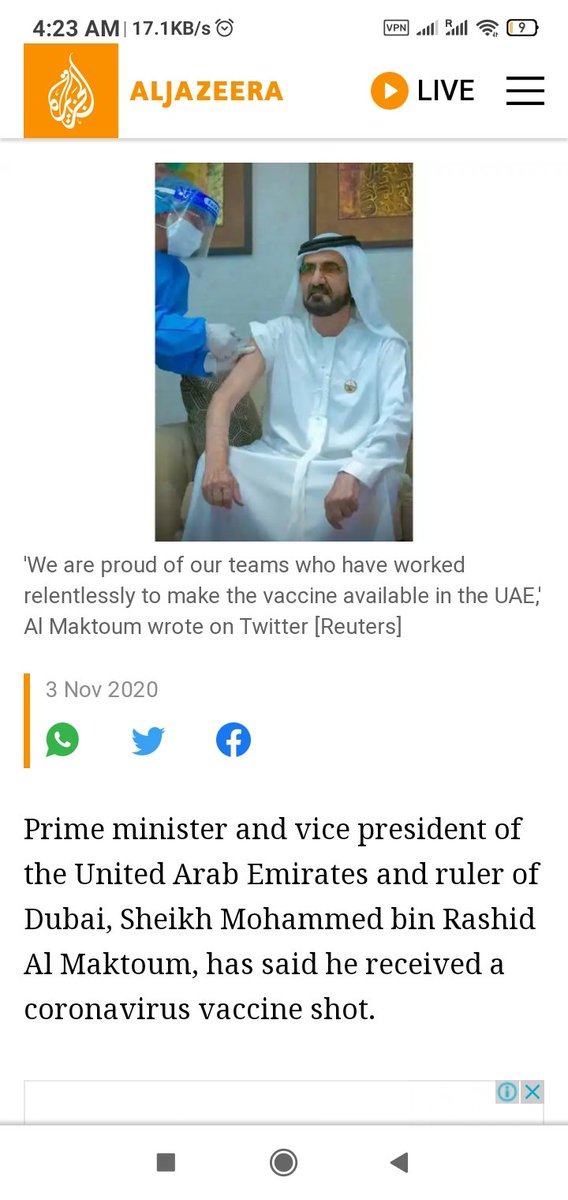 4:23 AM | 17.1KB/s
VPN
R
9
ALJAZEERA
LIVE
'We are proud of our teams who have worked
relentlessly to make the vaccine available in the UAE,'
Al Maktoum wrote on Twitter [Reuters]
3 Nov 2020
Prime minister and vice president of
the United Arab Emirates and ruler of
Dubai, Sheikh Mohammed bin Rashid
Al Maktoum, has said he received a
coronavirus vaccine shot.